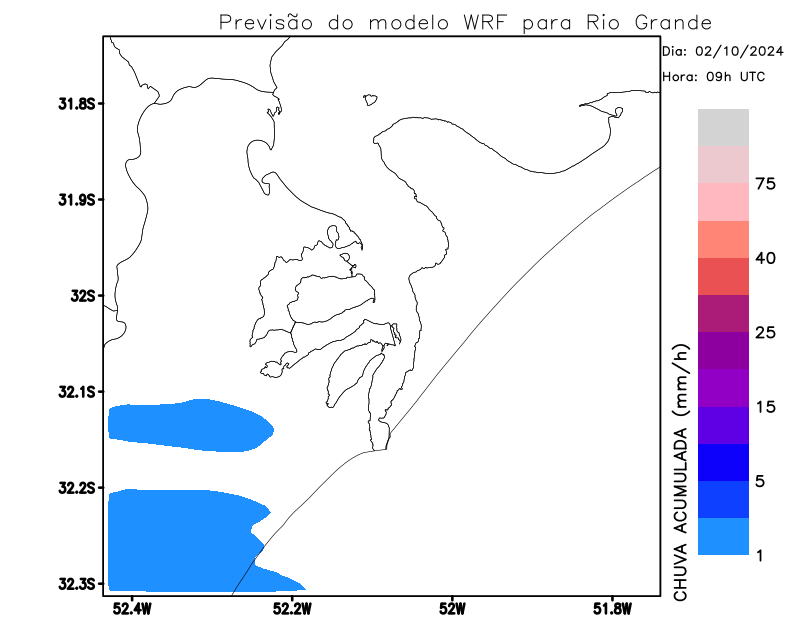 Previsão do modelo WRF para Rio Grande
Dia: 02/10/2024
Hora: 09h UTC
31.8S
31.9S
32S
32.1S
32.2S
32.3S
52.4W
52.2W
52W
51.8W
75
40
25
15
5
1
CHUVA ACUMULADA (mm/h)